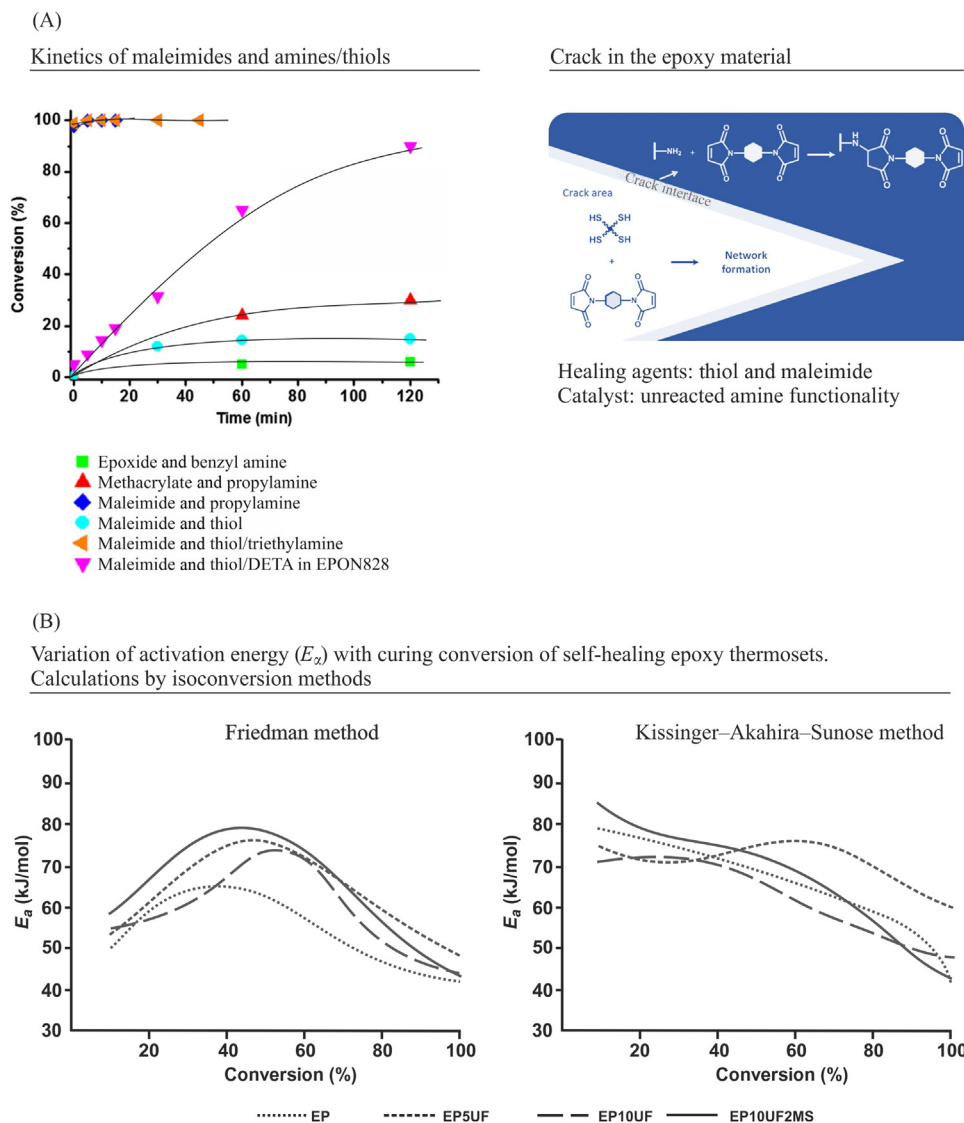 (A)
Kinetics of maleimides and amines/thiols
Conversion (%)
100
80
60
40
20
0
0
20
40
60
80
100
120
Time (min)
Epoxide and benzyl amine
Methacrylate and propylamine
Maleimide and propylamine
Maleimide and thiol
Maleimide and thiol/triethylamine
Maleimide and thiol/DETA in EPON828
Crack in the epoxy material
NH₂
+
O
O
N
N
O
O
H
N
O
O
N
N
O
O
Crack interface
Crack area
HS
SH
HS
SH
+
O
O
N
N
O
O
Network
formation
Healing agents: thiol and maleimide
Catalyst: unreacted amine functionality
(B)
Variation of activation energy (Eα) with curing conversion of self-healing epoxy thermosets.
Calculations by isoconversion methods
Friedman method
Ea (kJ/mol)
100
90
80
70
60
50
40
30
20
40
60
80
100
Conversion (%)
Kissinger–Akahira–Sunose method
Ea (kJ/mol)
100
90
80
70
60
50
40
30
20
40
60
80
100
Conversion (%)
EP
EP5UF
EP10UF
EP10UF2MS